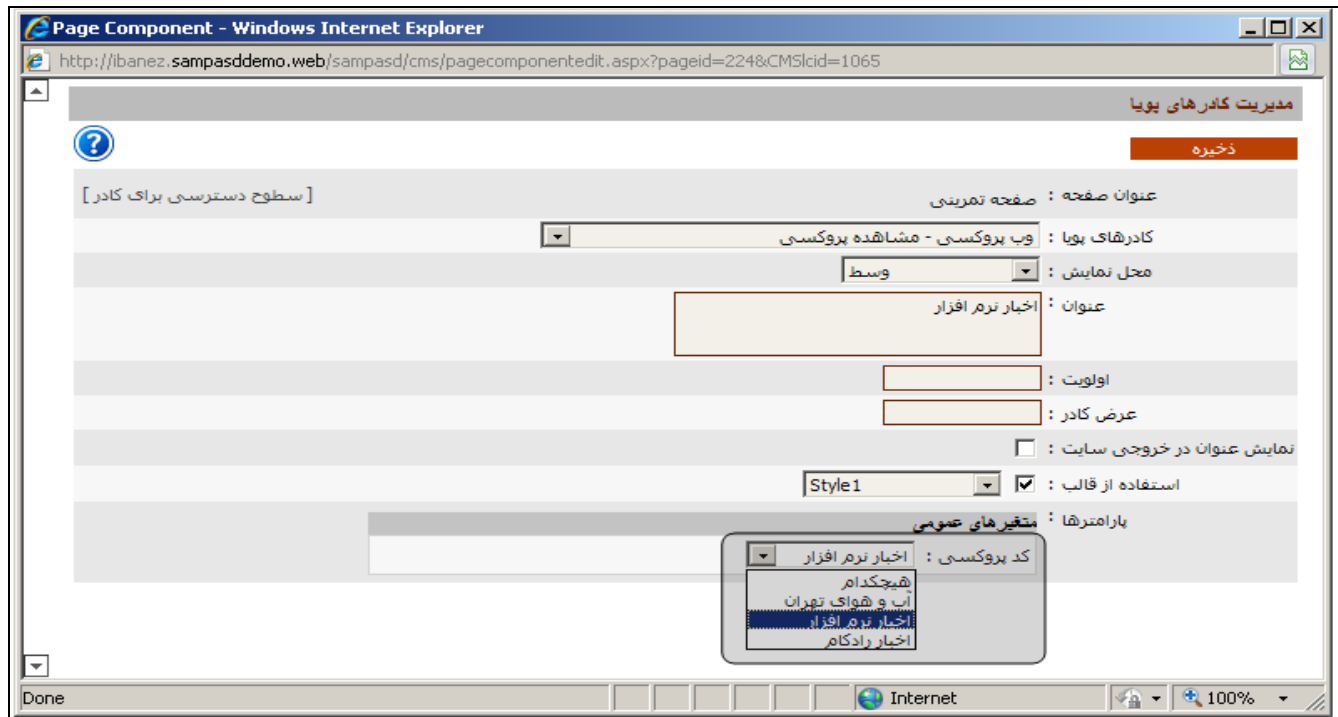 Page Component - Windows Internet Explorer
http://ibanez.sampasddemo.web/sampasd/cms/pagecomponentedit.aspx?pageid=224&CMSlcid=1065
مدیریت کادرهای پویا
ذخیره
عنوان صفحه : صفحه تمرینی [ سطوح دسترسی برای کادر ]
کادرهای پویا : وب پروکسی - مشاهده پروکسی
محل نمایش : وسط
عنوان : اخبار نرم افزار
اولویت :
عرض کادر :
نمایش عنوان در خروجی سایت :
استفاده از قالب : Style1
پارامترها : متغیرهای عمومی
کد پروکسی : اخبار نرم افزار
هیچکدام
آب و هوای تهران
اخبار نرم افزار
اخبار رادکام
Done Internet 100%